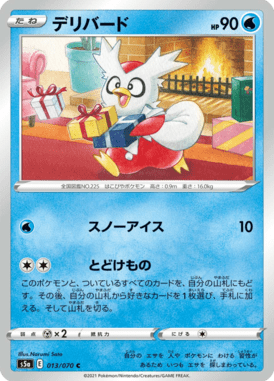 たね デリバード HP90
全国図鑑NO.225 はこびやポケモン 高さ：0.9m 重さ：16.0kg
スノーアイス 10
とどけもの
このポケモンと、ついているすべてのカードを、自分の山札にもど
す。その後、自分の山札から好きなカードを1枚選び、手札に加
える。そして山札を切る。
弱点 ×2 抵抗力 にげる
Illus. Narumi Sato
S5a E 013/070 C
©2021 Pokémon/Nintendo/Creatures/GAME FREAK.